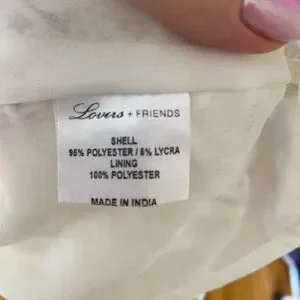 Lovers + FRIENDS
SHELL
95% POLYESTER / 5% LYCRA
LINING
100% POLYESTER
MADE IN INDIA